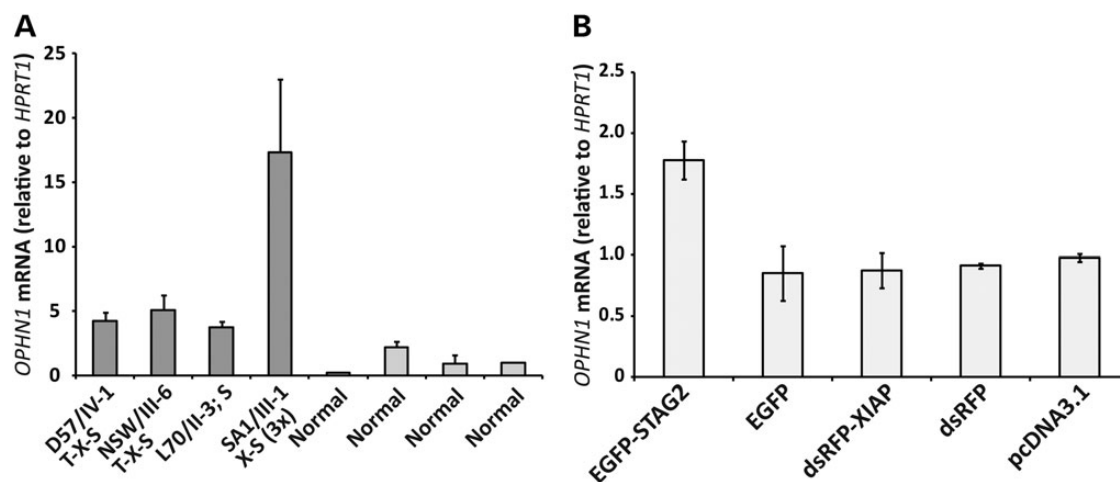 A
OPHN1 mRNA (relative to HPRT1)
25
20
15
10
5
0
D57/IV-1
T-X-S
NSW/III-6
T-X-S
L70/II-3; S
SA1/III-1
X-S (3x)
Normal
Normal
Normal
Normal
B
OPHN1 mRNA (relative to HPRT1)
2.5
2.0
1.5
1.0
0.5
0
EGFP-STAG2
EGFP
dsRFP-XIAP
dsRFP
pcDNA3.1